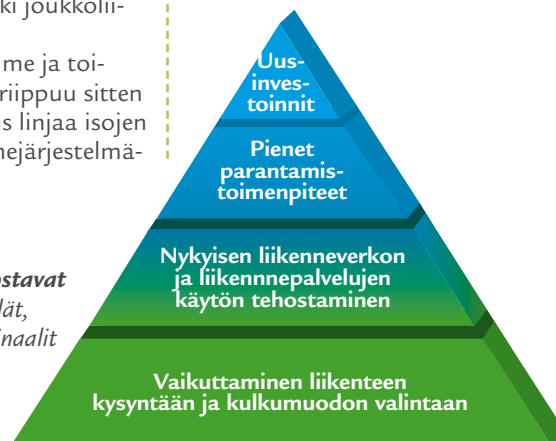 ki joukkolii-
me ja toi-
riippuu sitten
s linjaa isojen
nejärjestelmä-
ostavat
lät,
naalit
Uus-
inves-
toinnit
Pienet
parantamis-
toimenpiteet
Nykyisen liikenneverkon
ja liikennnepalvelujen
käytön tehostaminen
Vaikuttaminen liikenteen
kysyntään ja kulkumuodon valintaan